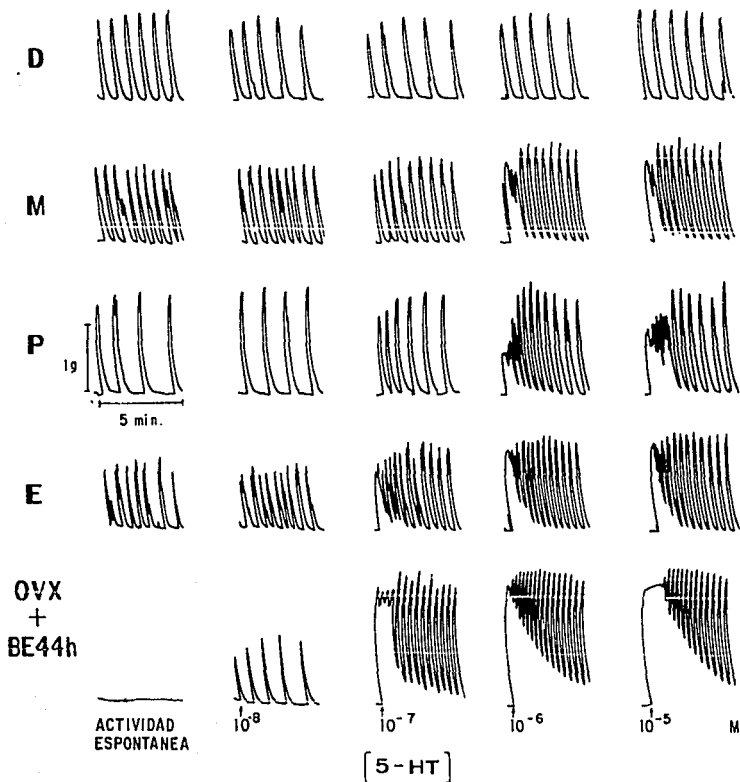 D
M
P
1g
5 min.
E
OVX
+
BE44h
ACTIVIDAD
ESPONTANEA
10-8
10-7
10-6
10-5
M
[5-HT]